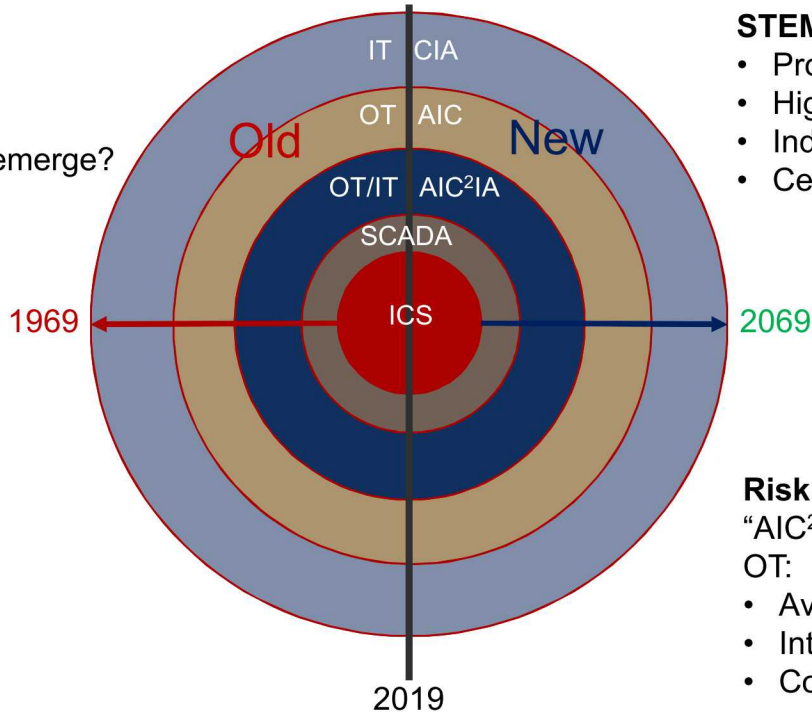 IT CIA
OT AIC
Old New
OT/IT AIC²IA
SCADA
ICS
1969
2069
2019
emerge?
STEM
• Pro
• Hig
• Ind
• Ce
Risk
“AIC²
OT:
• Av
• Int
• Co